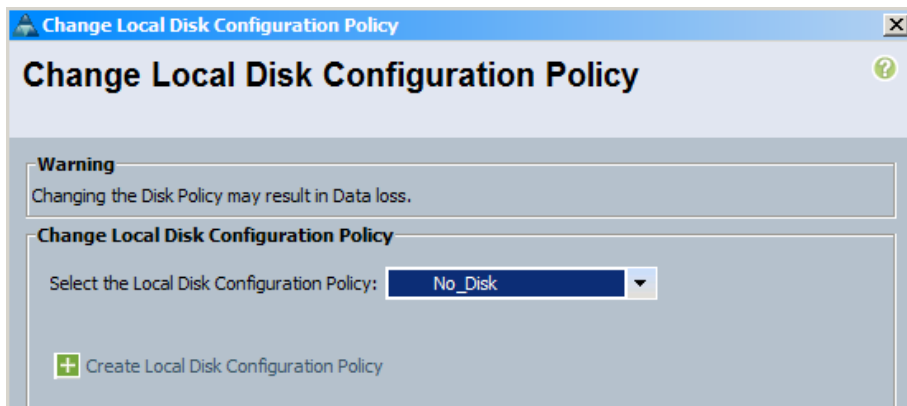 Change Local Disk Configuration Policy
Change Local Disk Configuration Policy
?
Warning
Changing the Disk Policy may result in Data loss.
Change Local Disk Configuration Policy
Select the Local Disk Configuration Policy: No_Disk
Create Local Disk Configuration Policy